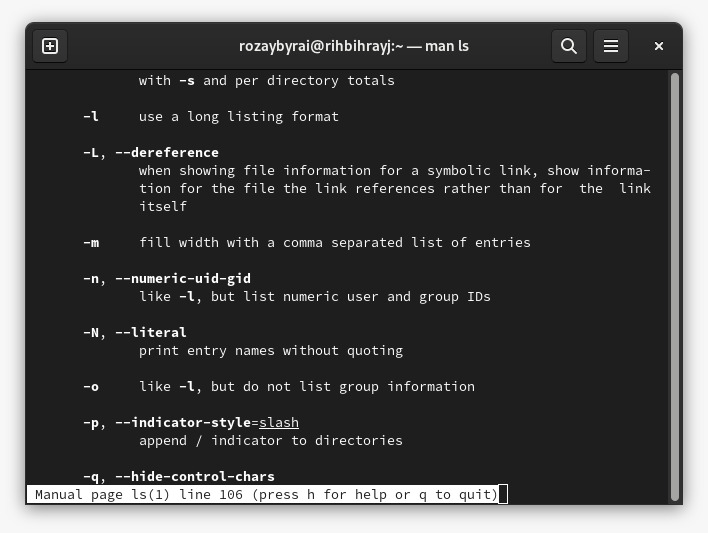 rozaybyrai@rihbihrayj:~ — man ls
with -s and per directory totals
-l use a long listing format
-L, --dereference
when showing file information for a symbolic link, show informa-
tion for the file the link references rather than for the link
itself
-m fill width with a comma separated list of entries
-n, --numeric-uid-gid
like -l, but list numeric user and group IDs
-N, --literal
print entry names without quoting
-o like -l, but do not list group information
-p, --indicator-style=slash
append / indicator to directories
-q, --hide-control-chars
Manual page ls(1) line 106 (press h for help or q to quit)